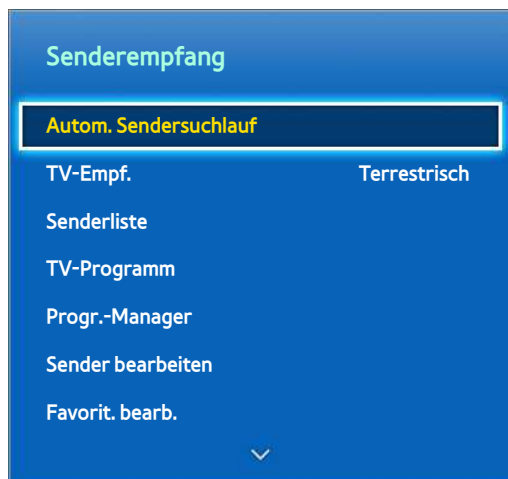 Senderempfang
Autom. Sendersuchlauf
TV-Empf. Terrestrisch
Senderliste
TV-Programm
Progr.-Manager
Sender bearbeiten
Favorit. bearb.